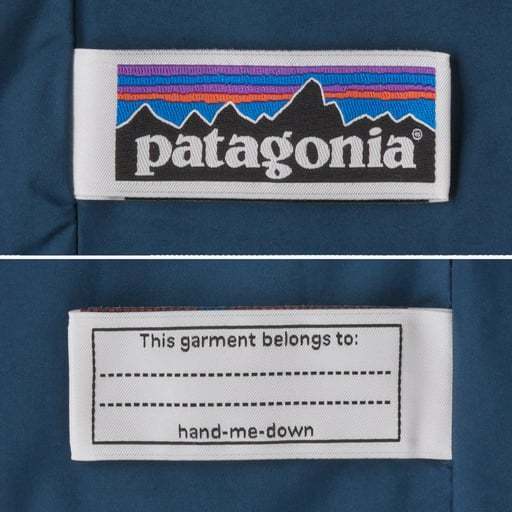 patagonia®
This garment belongs to:
hand-me-down